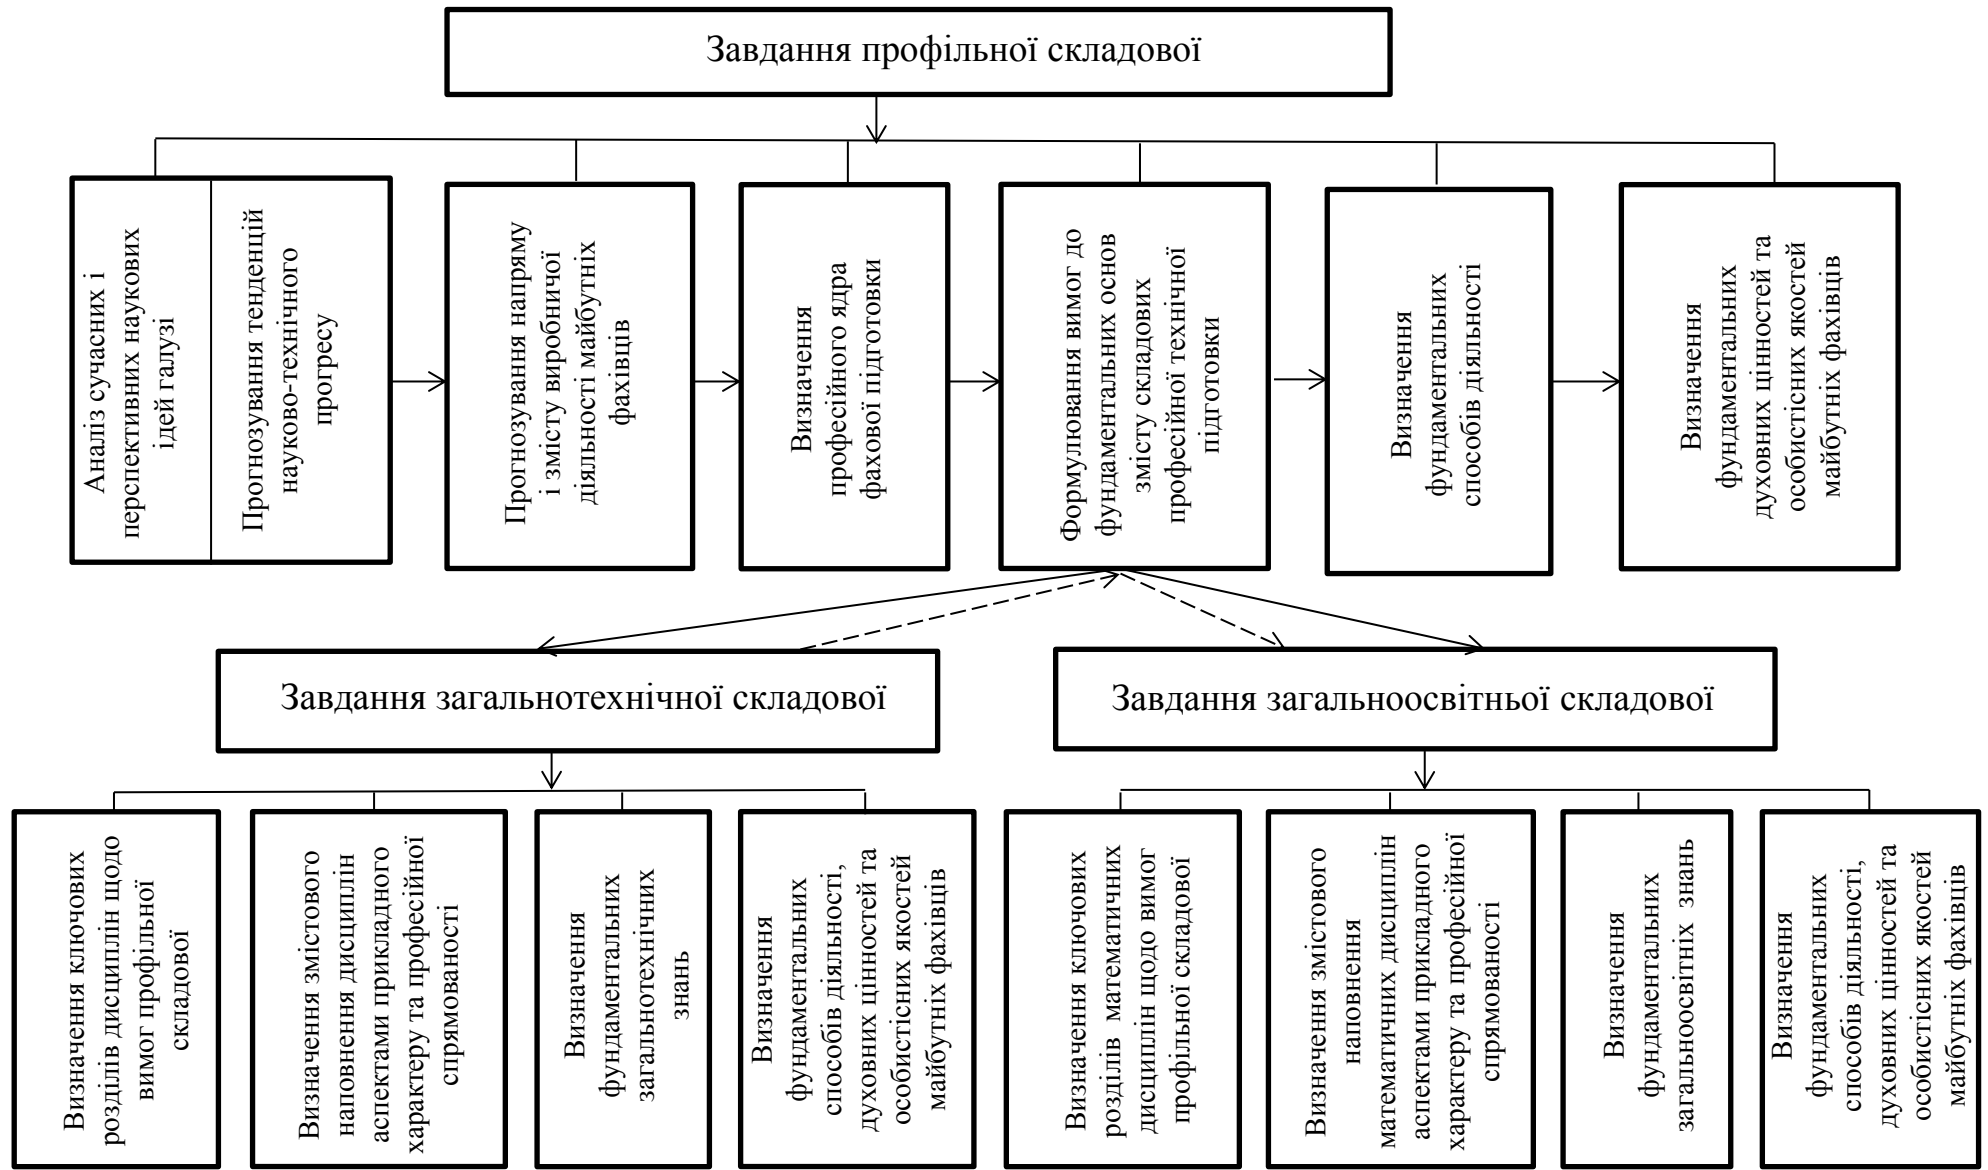 Завдання профільної складової
Аналіз сучасних і
перспективних наукових
ідей галузі
Прогнозування тенденцій
науково-технічного
прогресу
Прогнозування напряму
і змісту виробничої
діяльності майбутніх
фахівців
Визначення
професійного ядра
фахової підготовки
Формулювання вимог до
фундаментальних основ
змісту складових
професійної технічної
підготовки
Визначення
фундаментальних
способів діяльності
Визначення
фундаментальних
духовних цінностей та
особистісних якостей
майбутніх фахівців
Завдання загальнотехнічної складової
Завдання загальноосвітньої складової
Визначення ключових
розділів дисциплін щодо
вимог профільної
складової
Визначення змістового
наповнення дисциплін
аспектами прикладного
характеру та професійної
спрямованості
Визначення
фундаментальних
загальнотехнічних
знань
Визначення
фундаментальних
способів діяльності,
духовних цінностей та
особистісних якостей
майбутніх фахівців
Визначення ключових
розділів математичних
дисциплін щодо вимог
профільної складової
Визначення змістового
наповнення
математичних дисциплін
аспектами прикладного
характеру та професійної
спрямованості
Визначення
фундаментальних
загальноосвітніх знань
Визначення
фундаментальних
способів діяльності,
духовних цінностей та
особистісних якостей
майбутніх фахівців